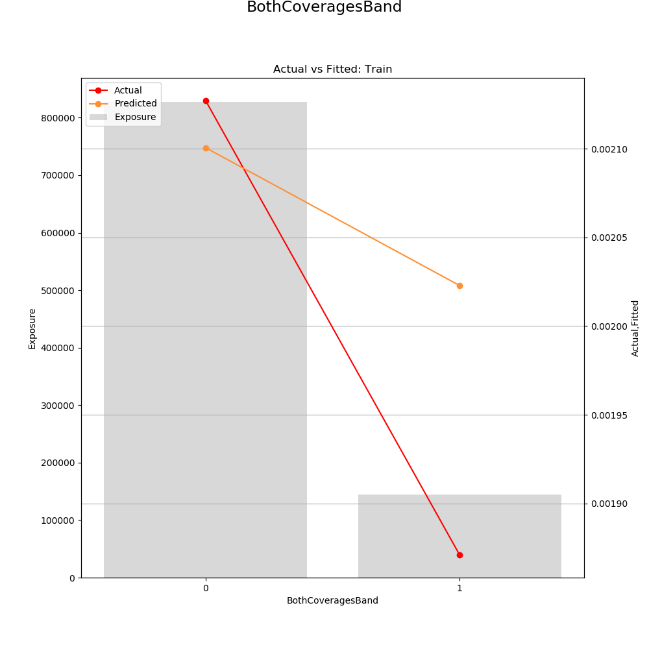 BothCoveragesBand
Actual vs Fitted: Train
Actual
Predicted
Exposure
800000
700000
600000
500000
400000
300000
200000
100000
0
Exposure
0.00210
0.00205
0.00200
0.00195
0.00190
Actual,Fitted
0 1
BothCoveragesBand